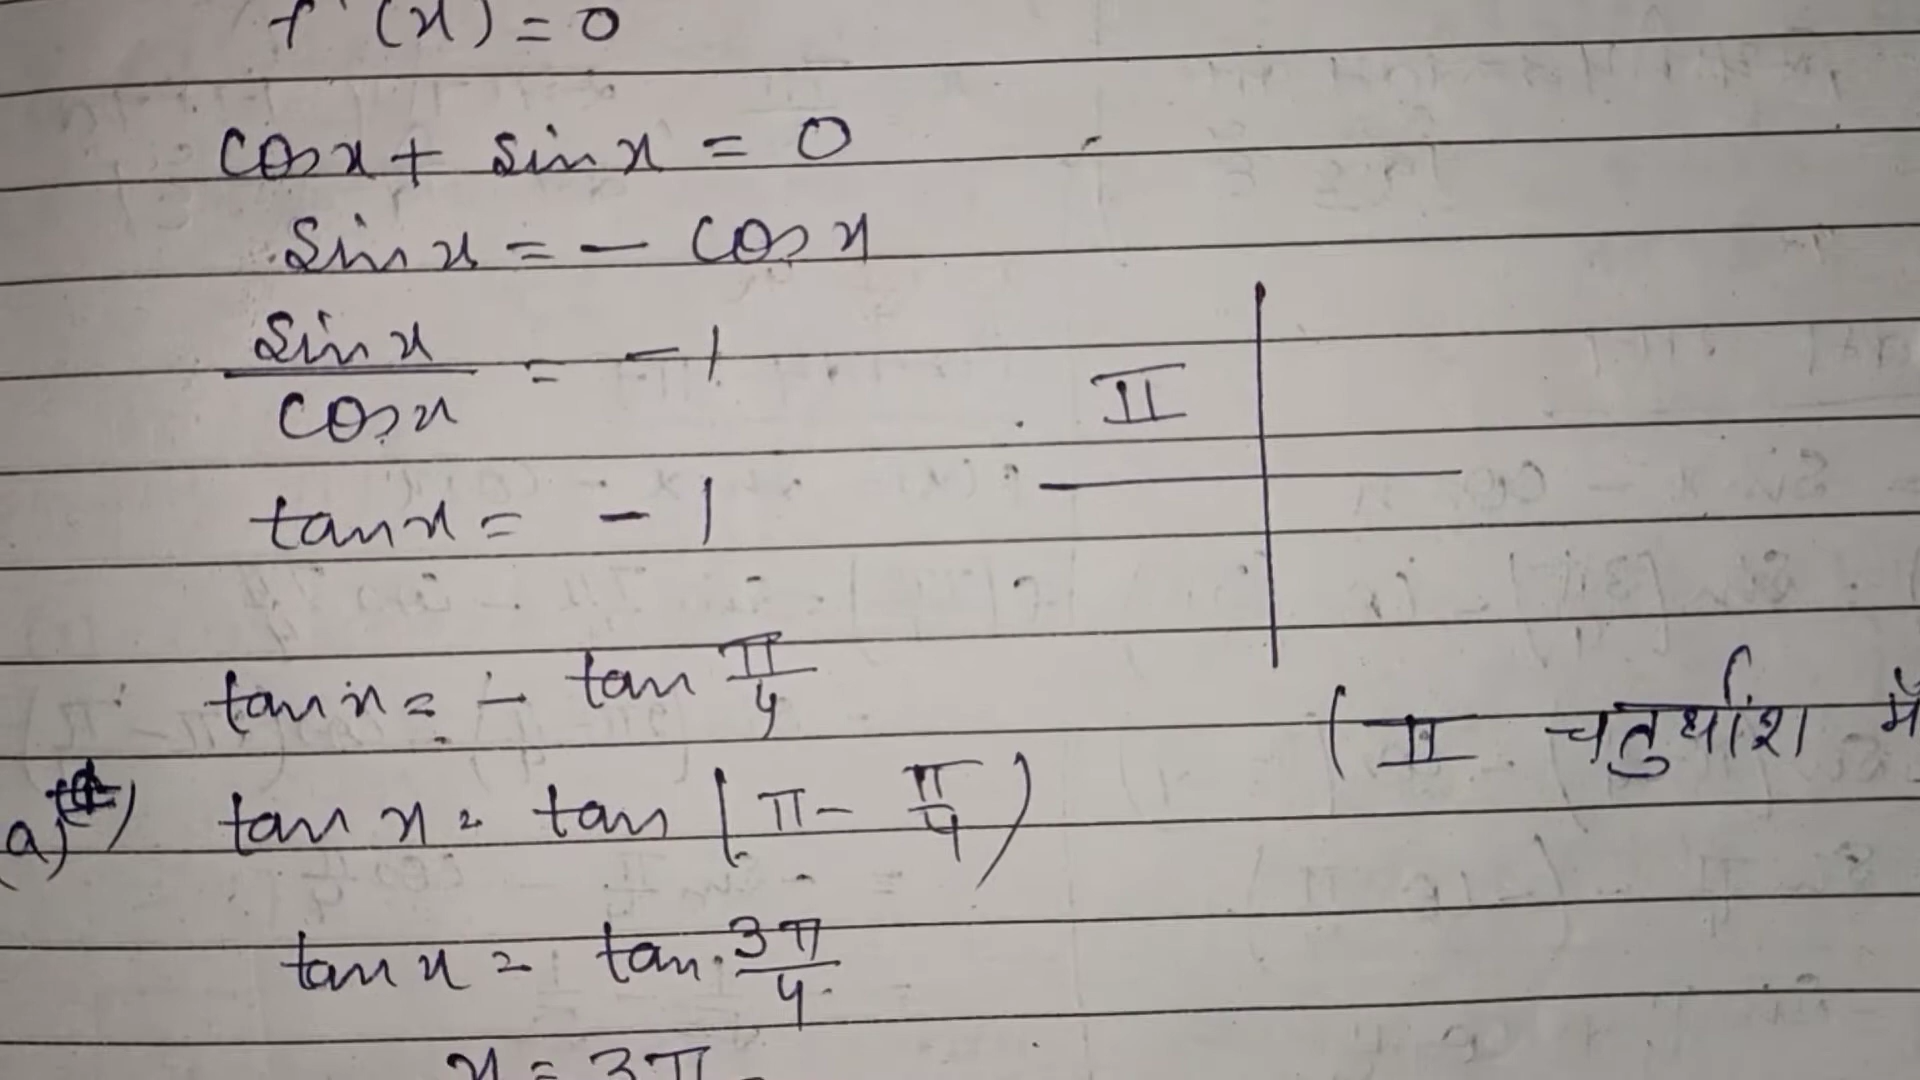 f'(x) = 0
cos x + sin x = 0
sin x = - cos x
sin x / cos x = - 1
II
tan x = - 1
tan x = - tan π/4
(II चतुर्थांश में
a) tan x = tan (π - π/4)
tan x = tan 3π/4
x = 3π